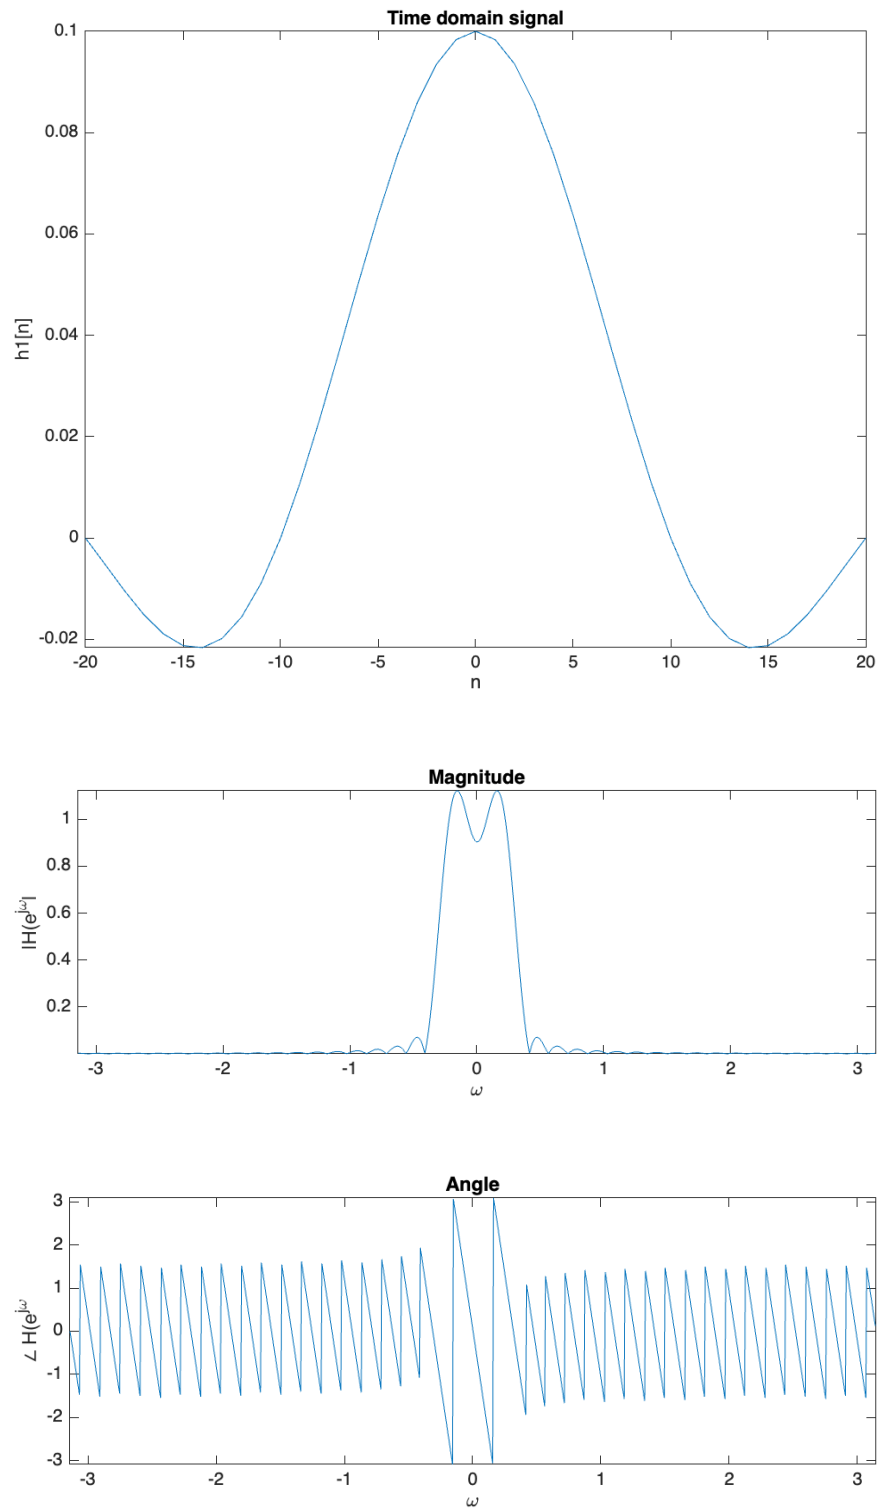 Time domain signal
0.1
0.08
0.06
0.04
0.02
0
-0.02
h1[n]
-20 -15 -10 -5 0 5 10 15 20
n
Magnitude
1
0.8
0.6
0.4
0.2
|H(e^jω|
-3 -2 -1 0 1 2 3
ω
Angle
3
2
1
0
-1
-2
-3
∠ H(e^jω
-3 -2 -1 0 1 2 3
ω